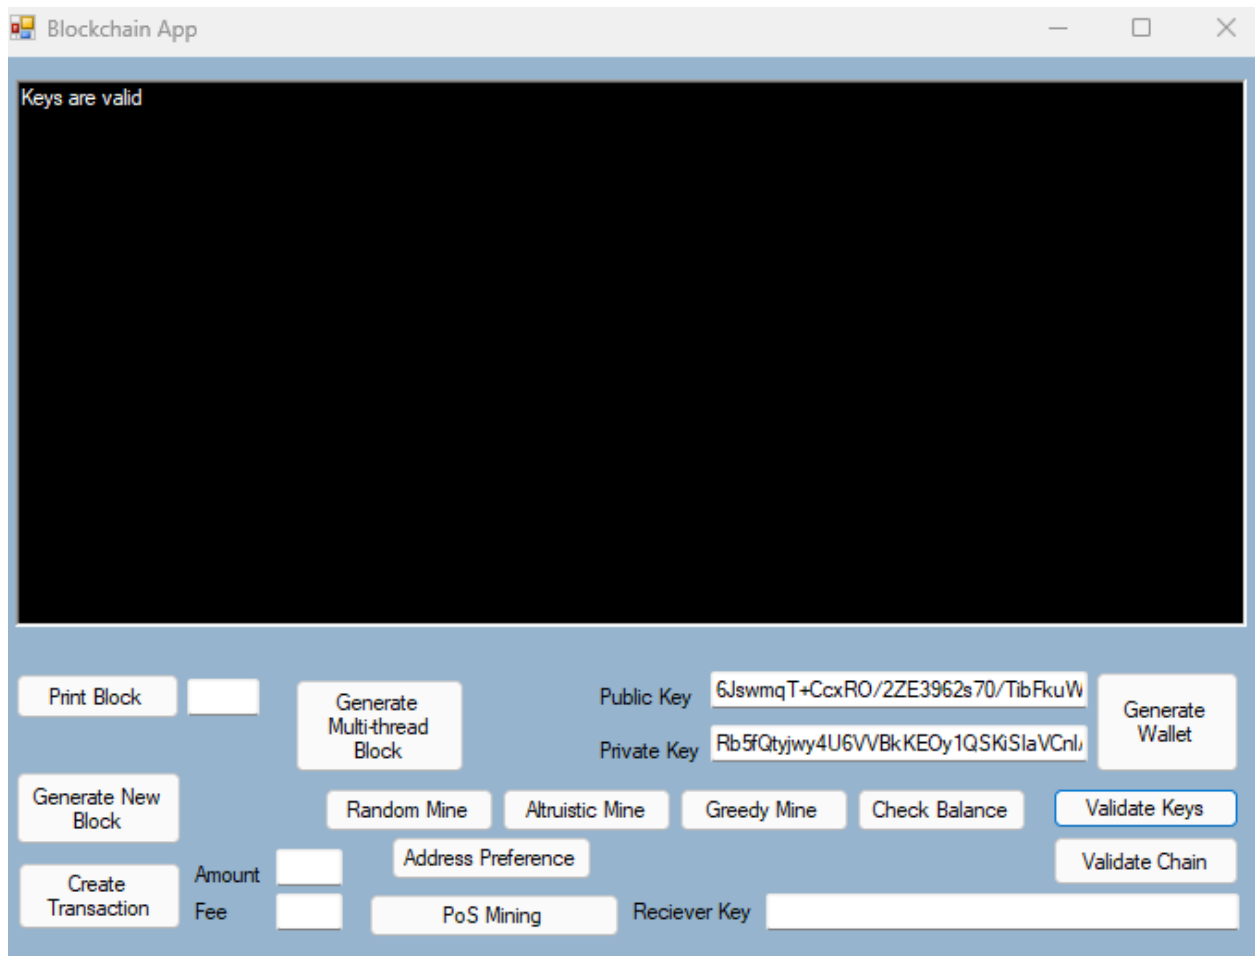 Blockchain App
Keys are valid
Print Block
Generate
Multi-thread
Block
Public Key
6JswmqT+CcxRO/2ZE3962s70/TibFkuW
Generate
Wallet
Private Key
Rb5fQtyjwy4U6VVBkKEOy1QSKiSIaVCnI/
Generate New
Block
Random Mine
Altruistic Mine
Greedy Mine
Check Balance
Validate Keys
Address Preference
Validate Chain
Create
Transaction
Amount
Fee
PoS Mining
Reciever Key